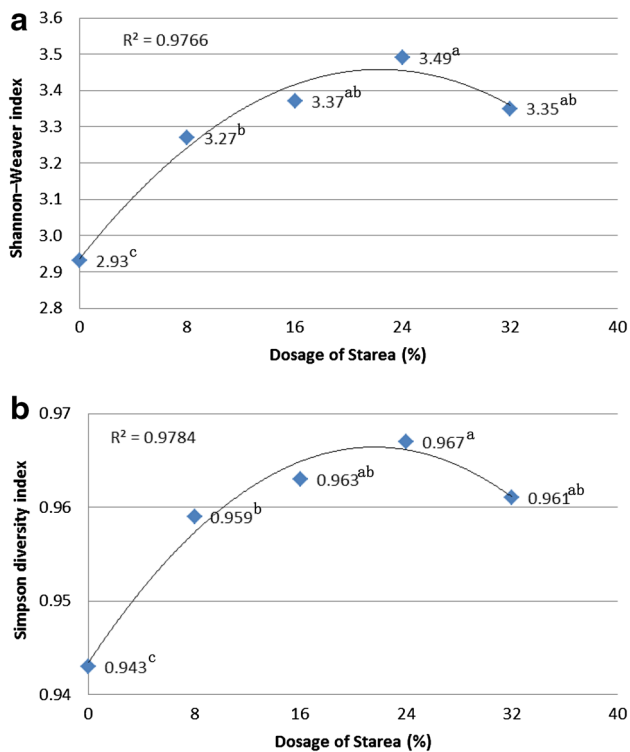 a
R² = 0.9766
3.6
3.5
3.4
3.3
3.2
3.1
3.0
2.9
2.8
Shannon–Weaver index
2.93c
3.27b
3.37ab
3.49a
3.35ab
0 8 16 24 32 40
Dosage of Starea (%)
b
R² = 0.9784
0.97
0.96
0.95
0.94
Simpson diversity index
0.943c
0.959b
0.963ab
0.967a
0.961ab
0 8 16 24 32 40
Dosage of Starea (%)